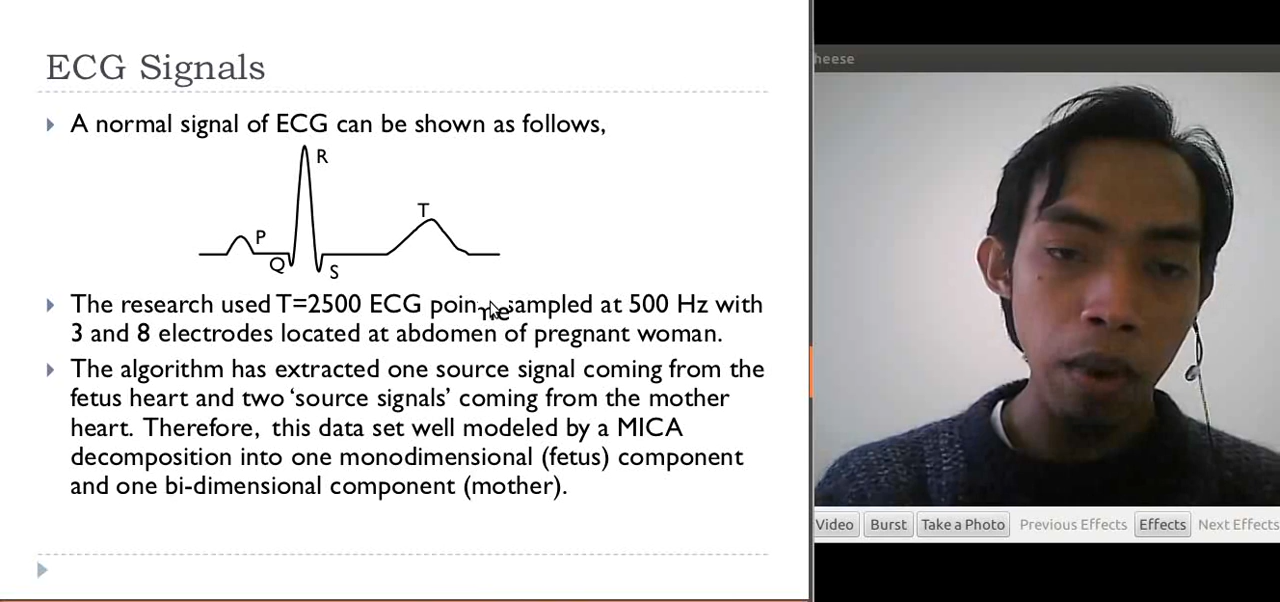 ECG Signals
A normal signal of ECG can be shown as follows,
R
T
P
Q
S
The research used T=2500 ECG sampled at 500 Hz with
3 and 8 electrodes located at abdomen of pregnant woman.
The algorithm has extracted one source signal coming from the
fetus heart and two ‘source signals’ coming from the mother
heart. Therefore, this data set well modeled by a MICA
decomposition into one monodimensional (fetus) component
and one bi-dimensional component (mother).
heese
Video Burst Take a Photo Previous Effects Effects Next Effects